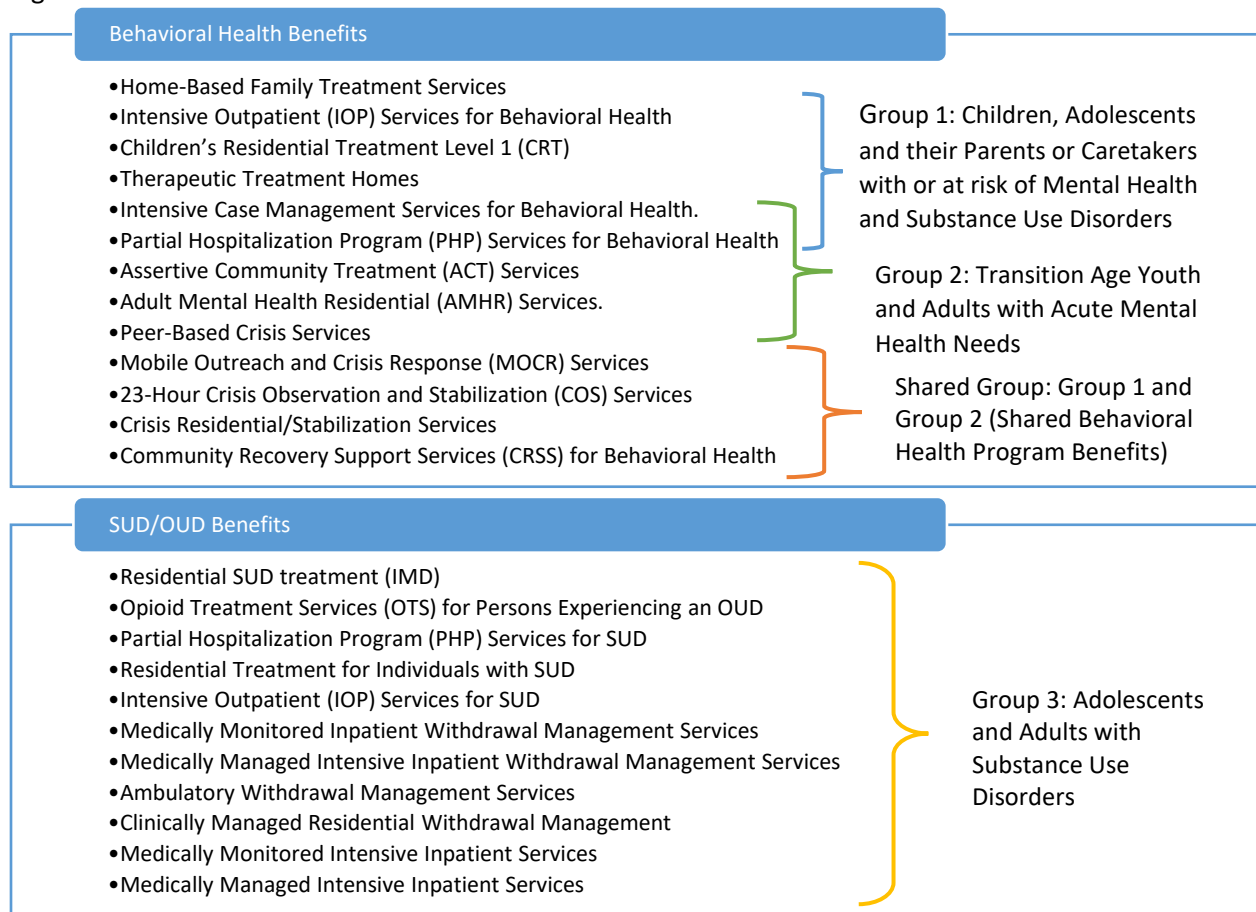 Behavioral Health Benefits
•Home-Based Family Treatment Services
•Intensive Outpatient (IOP) Services for Behavioral Health
•Children’s Residential Treatment Level 1 (CRT)
•Therapeutic Treatment Homes
•Intensive Case Management Services for Behavioral Health.
•Partial Hospitalization Program (PHP) Services for Behavioral Health
•Assertive Community Treatment (ACT) Services
•Adult Mental Health Residential (AMHR) Services.
•Peer-Based Crisis Services
•Mobile Outreach and Crisis Response (MOCR) Services
•23-Hour Crisis Observation and Stabilization (COS) Services
•Crisis Residential/Stabilization Services
•Community Recovery Support Services (CRSS) for Behavioral Health
Group 1: Children, Adolescents
and their Parents or Caretakers
with or at risk of Mental Health
and Substance Use Disorders
Group 2: Transition Age Youth
and Adults with Acute Mental
Health Needs
Shared Group: Group 1 and
Group 2 (Shared Behavioral
Health Program Benefits)
SUD/OUD Benefits
•Residential SUD treatment (IMD)
•Opioid Treatment Services (OTS) for Persons Experiencing an OUD
•Partial Hospitalization Program (PHP) Services for SUD
•Residential Treatment for Individuals with SUD
•Intensive Outpatient (IOP) Services for SUD
•Medically Monitored Inpatient Withdrawal Management Services
•Medically Managed Intensive Inpatient Withdrawal Management Services
•Ambulatory Withdrawal Management Services
•Clinically Managed Residential Withdrawal Management
•Medically Monitored Intensive Inpatient Services
•Medically Managed Intensive Inpatient Services
Group 3: Adolescents
and Adults with
Substance Use
Disorders